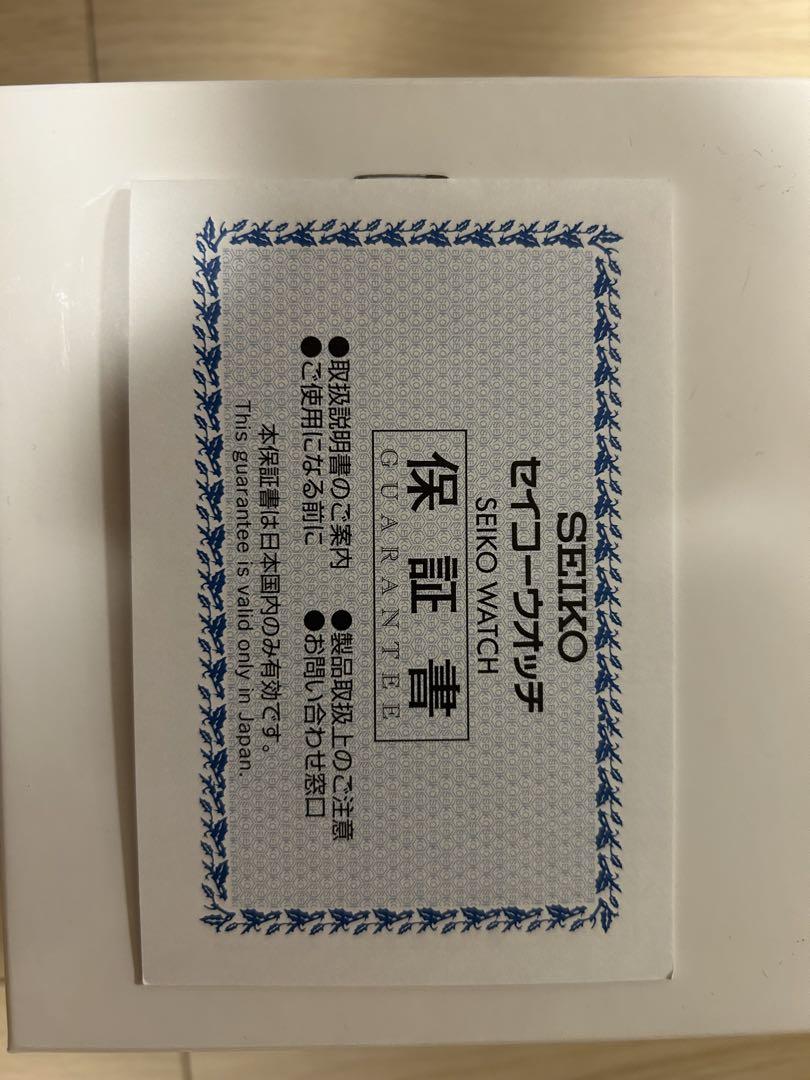 SEIKO
セイコーウオッチ
SEIKO WATCH
保証書
GUARANTEE
●取扱説明書のご案内 ●製品取扱上のご注意
●ご使用になる前に ●お問い合わせ窓口
本保証書は日本国内のみ有効です。
This guarantee is valid only in Japan.